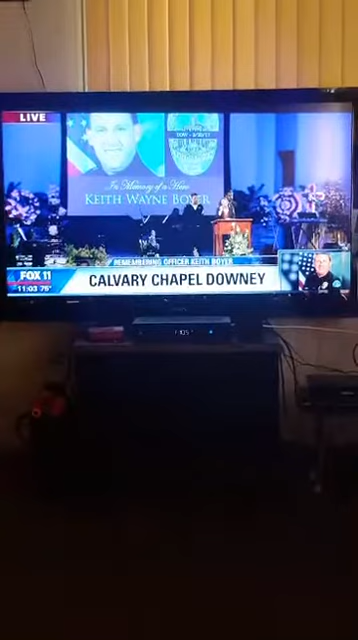 LIVE
In Memory of a Hero
KEITH WAYNE BOYER
REMEMBERING OFFICER KEITH BOYER
FOX 11
11:03 75°
CALVARY CHAPEL DOWNEY